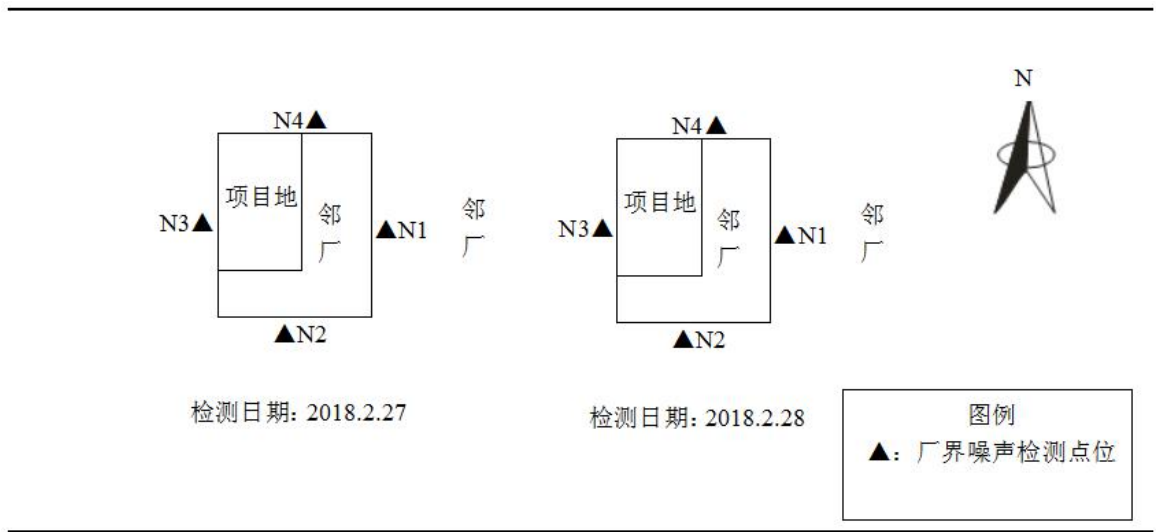 N
N4▲
项目地
N3▲
邻
厂
▲N1
邻
厂
▲N2
检测日期: 2018.2.27
N4▲
项目地
N3▲
邻
厂
▲N1
邻
厂
▲N2
检测日期: 2018.2.28
图例
▲: 厂界噪声检测点位